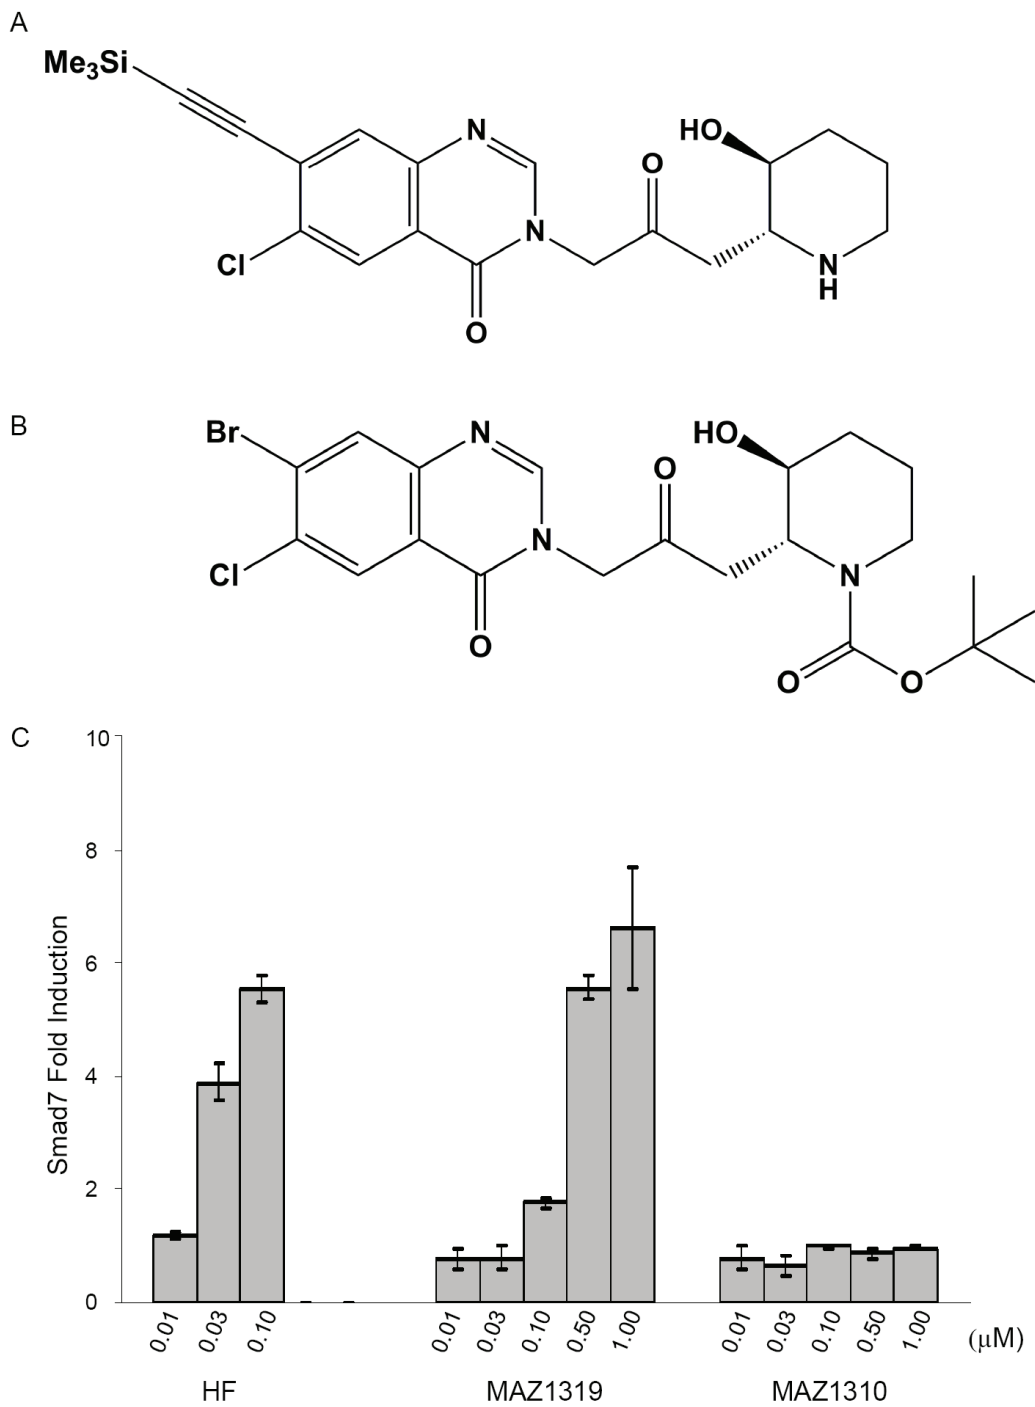 A
Me3Si
N
HO
O
N
Cl
N
H
O
B
Br
N
HO
O
N
Cl
N
O
O
O
C
10
8
6
4
2
0
Smad7 Fold Induction
0.01 0.03 0.10 0.01 0.03 0.10 0.50 1.00 0.01 0.03 0.10 0.50 1.00 (μM)
HF MAZ1319 MAZ1310